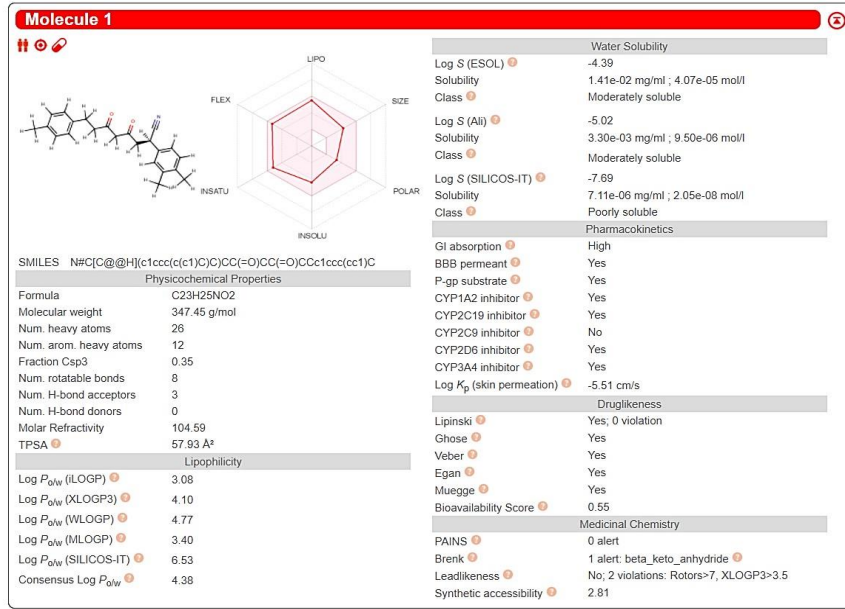 Molecule 1
LIPO
FLEX
SIZE
INSATU
POLAR
INSOLU
SMILES N#C[C@@H](c1ccc(c(c1)C)C)CC(=O)CC(=O)CCc1ccc(cc1)C
Physicochemical Properties
Formula C23H25NO2
Molecular weight 347.45 g/mol
Num. heavy atoms 26
Num. arom. heavy atoms 12
Fraction Csp3 0.35
Num. rotatable bonds 8
Num. H-bond acceptors 3
Num. H-bond donors 0
Molar Refractivity 104.59
TPSA ? 57.93 Å²
Lipophilicity
Log Po/w (iLOGP) ? 3.08
Log Po/w (XLOGP3) ? 4.10
Log Po/w (WLOGP) ? 4.77
Log Po/w (MLOGP) ? 3.40
Log Po/w (SILICOS-IT) ? 6.53
Consensus Log Po/w ? 4.38
Water Solubility
Log S (ESOL) ? -4.39
Solubility 1.41e-02 mg/ml ; 4.07e-05 mol/l
Class ? Moderately soluble
Log S (Ali) ? -5.02
Solubility 3.30e-03 mg/ml ; 9.50e-06 mol/l
Class ? Moderately soluble
Log S (SILICOS-IT) ? -7.69
Solubility 7.11e-06 mg/ml ; 2.05e-08 mol/l
Class ? Poorly soluble
Pharmacokinetics
GI absorption ? High
BBB permeant ? Yes
P-gp substrate ? Yes
CYP1A2 inhibitor ? Yes
CYP2C19 inhibitor ? Yes
CYP2C9 inhibitor ? No
CYP2D6 inhibitor ? Yes
CYP3A4 inhibitor ? Yes
Log Kp (skin permeation) ? -5.51 cm/s
Druglikeness
Lipinski ? Yes; 0 violation
Ghose ? Yes
Veber ? Yes
Egan ? Yes
Muegge ? Yes
Bioavailability Score ? 0.55
Medicinal Chemistry
PAINS ? 0 alert
Brenk ? 1 alert: beta_keto_anhydride ?
Leadlikeness ? No; 2 violations: Rotors>7, XLOGP3>3.5
Synthetic accessibility ? 2.81